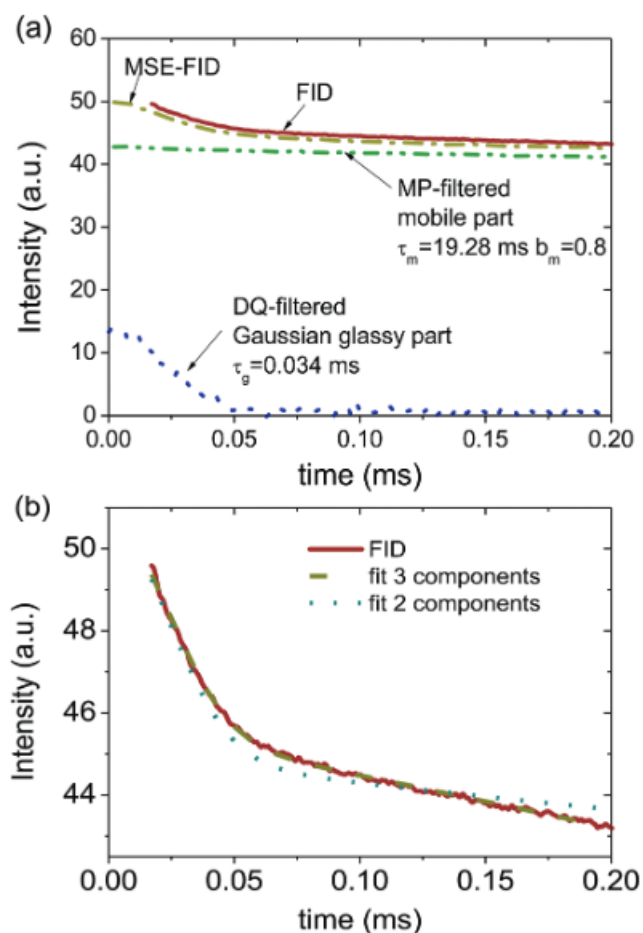 (a)
60
50
40
30
20
10
0
Intensity (a.u.)
MSE-FID
FID
MP-filtered
mobile part
τm=19.28 ms bm=0.8
DQ-filtered
Gaussian glassy part
τg=0.034 ms
0.00 0.05 0.10 0.15 0.20
time (ms)
(b)
50
48
46
44
Intensity (a.u.)
FID
fit 3 components
fit 2 components
0.00 0.05 0.10 0.15 0.20
time (ms)